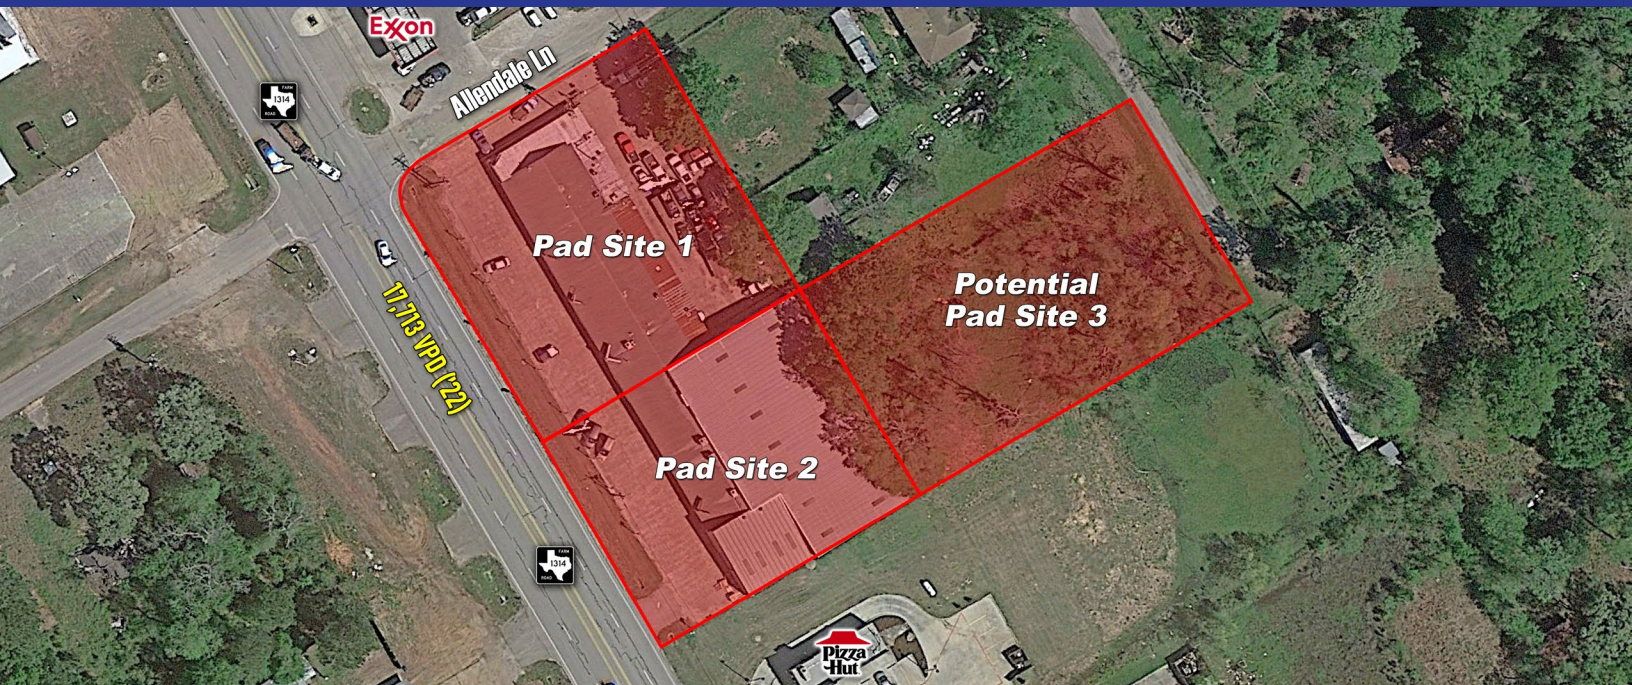 Exxon
Allendale Ln
FARM
1314
ROAD
Pad Site 1
Potential
Pad Site 3
17,713 VPD ('22)
Pad Site 2
FARM
1314
ROAD
Pizza
Hut